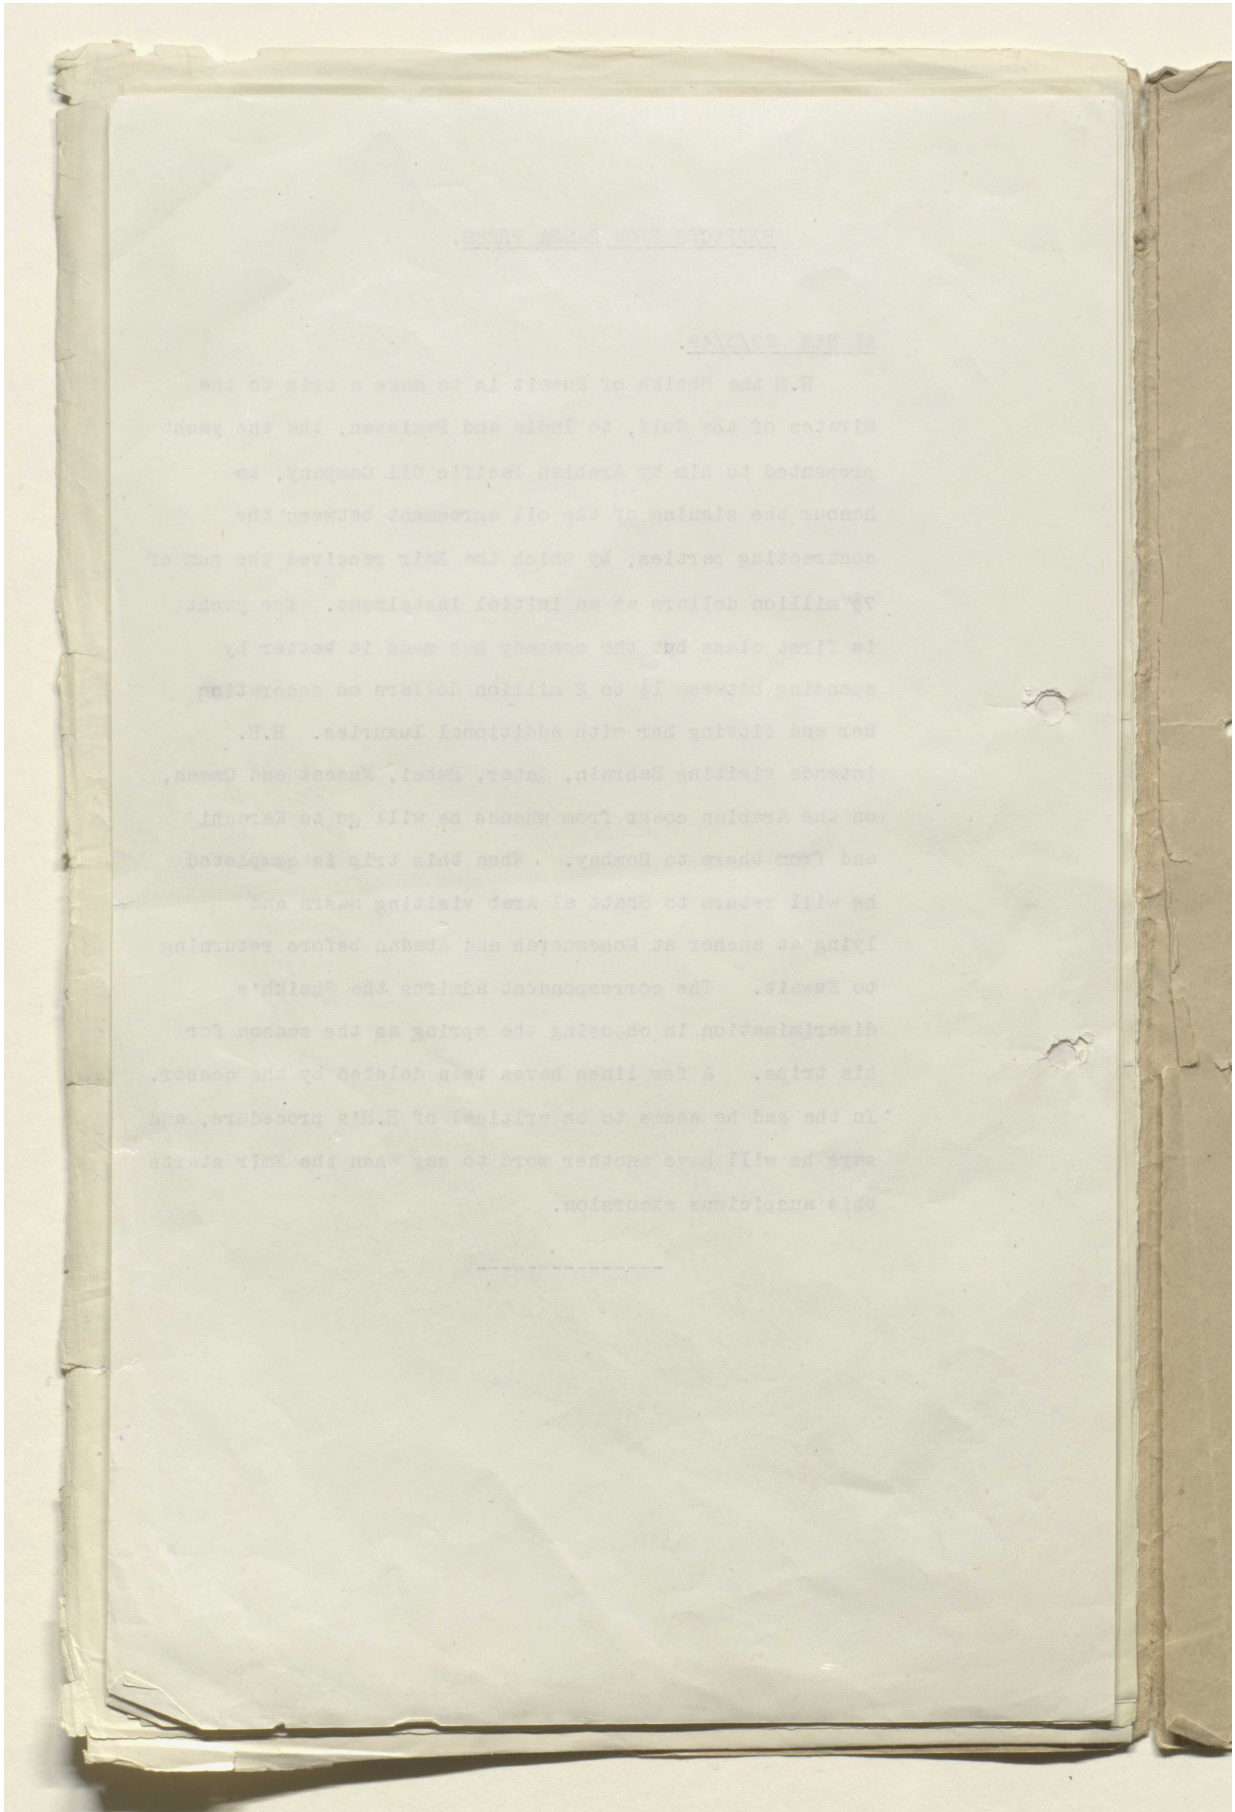 EXTRACTS FROM BASRA PRESS.
29/3/49.
H.H the Sheikh of Kuwait is to make a trip to the
Mirates of the Gulf, to India and Pakistan, the the yacht
presented to him by Arabian Pacific Oil Company, to
honour the signing of the oil agreement between the
contracting parties, by which the Emir received the sum of
7½ million dollars as an initial instalment. The yacht
is first class but the company has made it better by
spending between 1½ to 2 million dollars on decorating
her and fitting her with additional luxuries. H.H.
intends visiting Bahrain, Qatar, Dubai, Muscat and Omman,
on the Arabian coast from whence he will go to Karachi
and from there to Bombay. When this trip is completed
he will return to Shatt al Arab visiting Basra and
lying at anchor at Mohammerah and Abadan before returning
to Kuwait. The correspondent admires the Sheikh's
discrimination in choosing the spring as the season for
his trips. A few lines haves been deleted by the censor.
In the end he seems to be critical of H.H's procedure, and
says he will have another word to say when the Emir starts
this auspicious excursion.